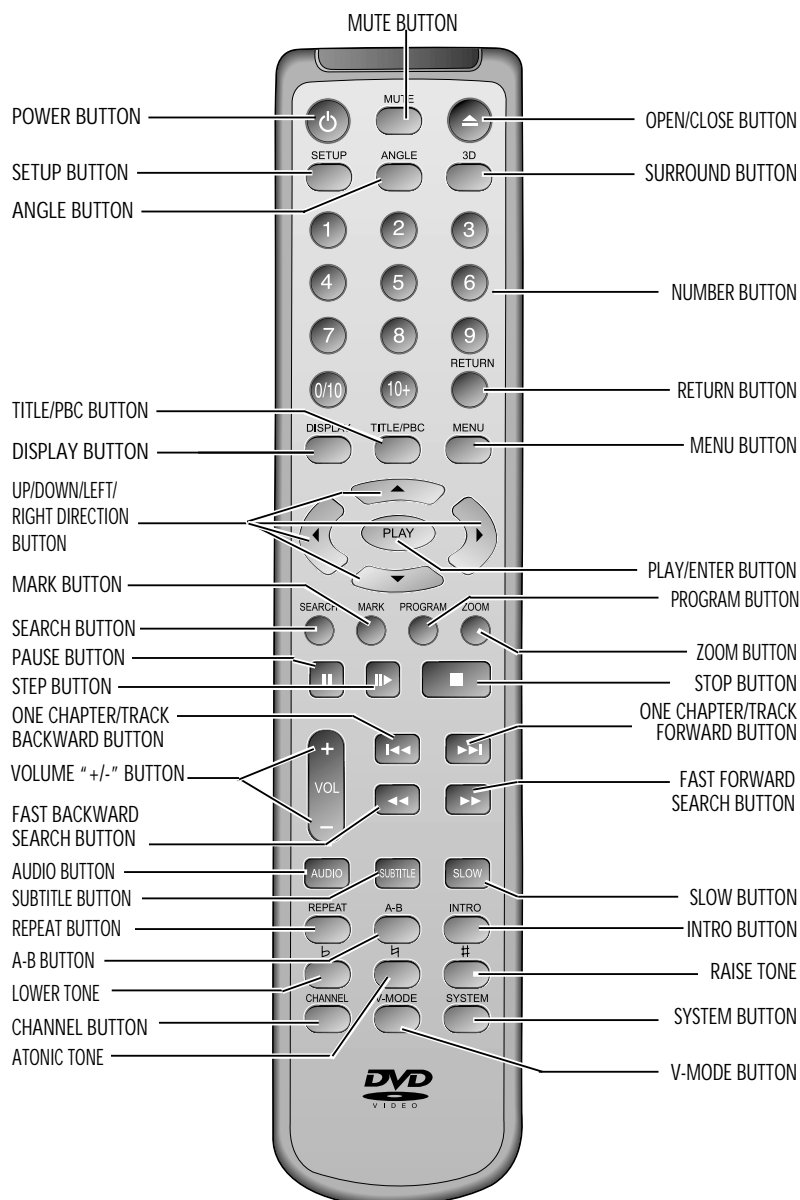 MUTE BUTTON
POWER BUTTON
SETUP BUTTON
ANGLE BUTTON
TITLE/PBC BUTTON
DISPLAY BUTTON
UP/DOWN/LEFT/
RIGHT DIRECTION
BUTTON
MARK BUTTON
SEARCH BUTTON
PAUSE BUTTON
STEP BUTTON
ONE CHAPTER/TRACK
BACKWARD BUTTON
VOLUME "+/-" BUTTON
FAST BACKWARD
SEARCH BUTTON
AUDIO BUTTON
SUBTITLE BUTTON
REPEAT BUTTON
A-B BUTTON
LOWER TONE
CHANNEL BUTTON
ATONIC TONE
MUTE
SETUP ANGLE 3D
1 2 3
4 5 6
7 8 9
RETURN
0/10 10+
DISPLAY TITLE/PBC MENU
PLAY
SEARCH MARK PROGRAM ZOOM
+
VOL
−
AUDIO SUBTITLE SLOW
REPEAT A-B INTRO
♭ ♮ #
CHANNEL V-MODE SYSTEM
DVD
VIDEO
OPEN/CLOSE BUTTON
SURROUND BUTTON
NUMBER BUTTON
RETURN BUTTON
MENU BUTTON
PLAY/ENTER BUTTON
PROGRAM BUTTON
ZOOM BUTTON
STOP BUTTON
ONE CHAPTER/TRACK
FORWARD BUTTON
FAST FORWARD
SEARCH BUTTON
SLOW BUTTON
INTRO BUTTON
RAISE TONE
SYSTEM BUTTON
V-MODE BUTTON